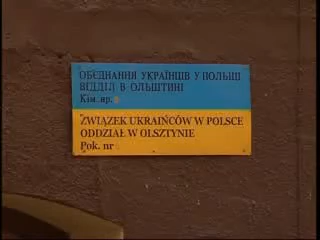 ОБЄДНАННЯ УКРАЇНЦІВ У ПОЛЬЩІ
ВІДДІЛ В ОЛЬШТИНІ
Кім. нр.
ZWIĄZEK UKRAIŃCÓW W POLSCE
ODDZIAŁ W OLSZTYNIE
Pok. nr